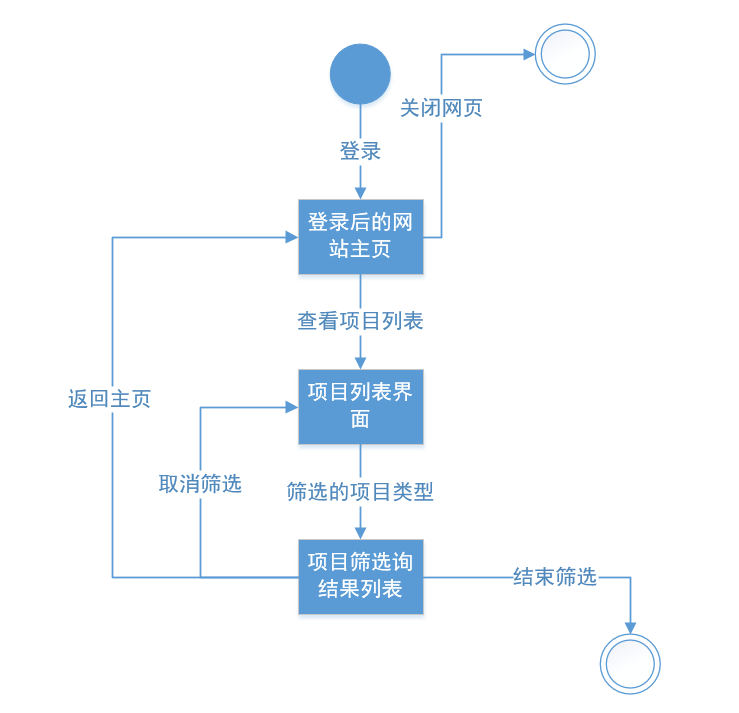 关闭网页
登录
登录后的网
站主页
查看项目列表
返回主页
项目列表界
面
取消筛选
筛选的项目类型
项目筛选询
结果列表
结束筛选